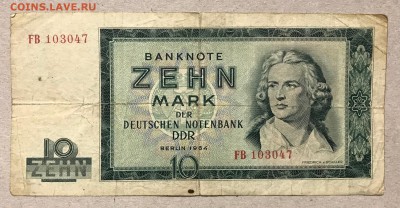 COINS.LAVE.RU
FB 103047
BANKNOTE
ZEHN
MARK
DER
DEUTSCHEN NOTENBANK
DDR
BERLIN 1964
10
ZEHN
10
FB 103047